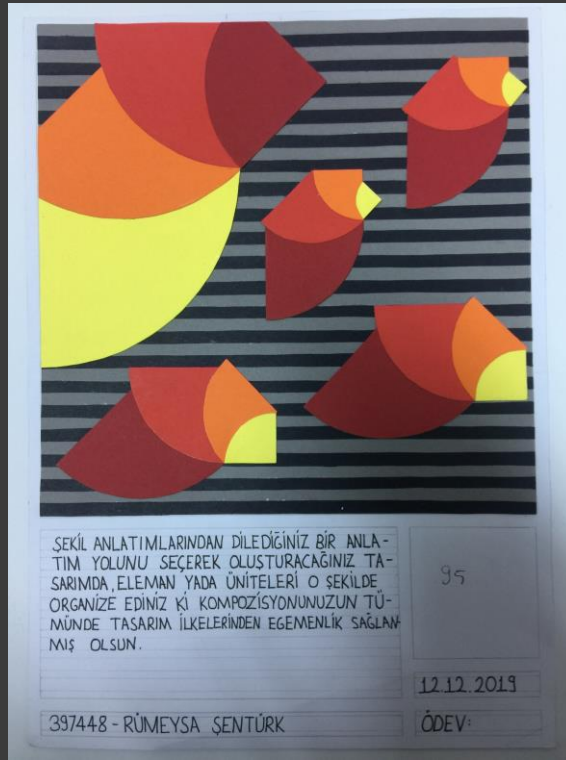 ŞEKİL ANLATIMLARINDAN DİLEDİĞİNİZ BİR ANLA-
TIM YOLUNU SEÇEREK OLUŞTURACAĞINIZ TA-
SARIMDA, ELEMAN YADA ÜNİTELERİ O ŞEKİLDE
ORGANİZE EDİNİZ Kİ KOMPOZİSYONUNUZUN TÜ-
MÜNDE TASARIM İLKELERİNDEN EGEMENLİK SAĞLAN
MIŞ OLSUN.
95
12.12.2019
397448 - RÜMEYSA ŞENTÜRK
ÖDEV: